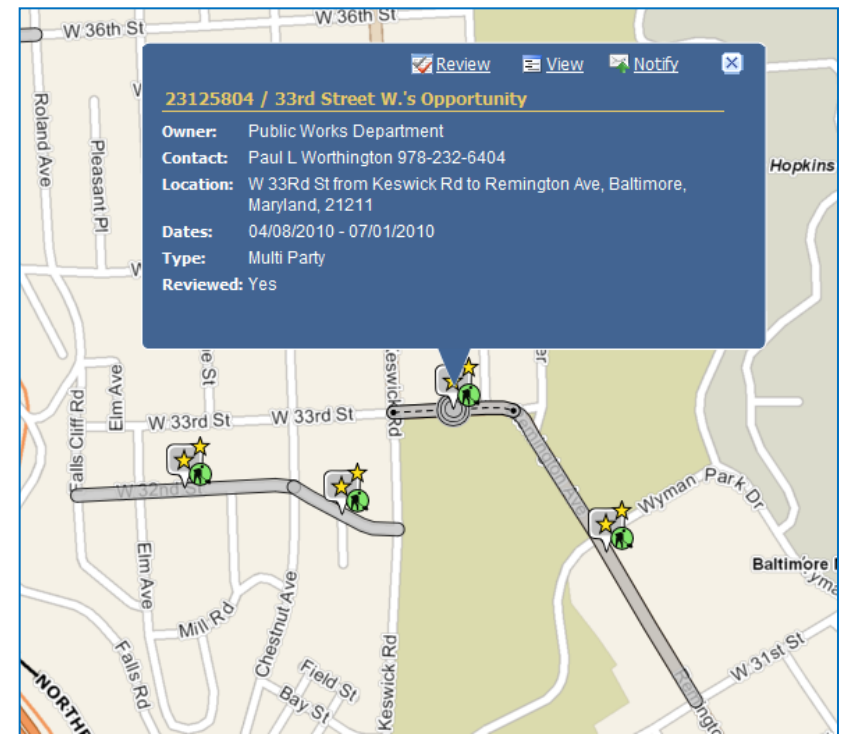 W 36th St
W 36th St
Review View Notify
23125804 / 33rd Street W.'s Opportunity
Owner: Public Works Department
Contact: Paul L Worthington 978-232-6404
Location: W 33Rd St from Keswick Rd to Remington Ave, Baltimore,
Maryland, 21211
Dates: 04/08/2010 - 07/01/2010
Type: Multi Party
Reviewed: Yes
Roland Ave
Pleasant Pl
W
W
Hopkins
Falls Cliff Rd
Elm Ave
W 33rd St
W 33rd St
Keswick Rd
W 32nd St
Remington Ave
Wyman Park Dr
Baltimore
Elm Ave
Mill Rd
Chestnut Ave
Falls Rd
Field St
Bay St
Keswick Rd
W 31st St